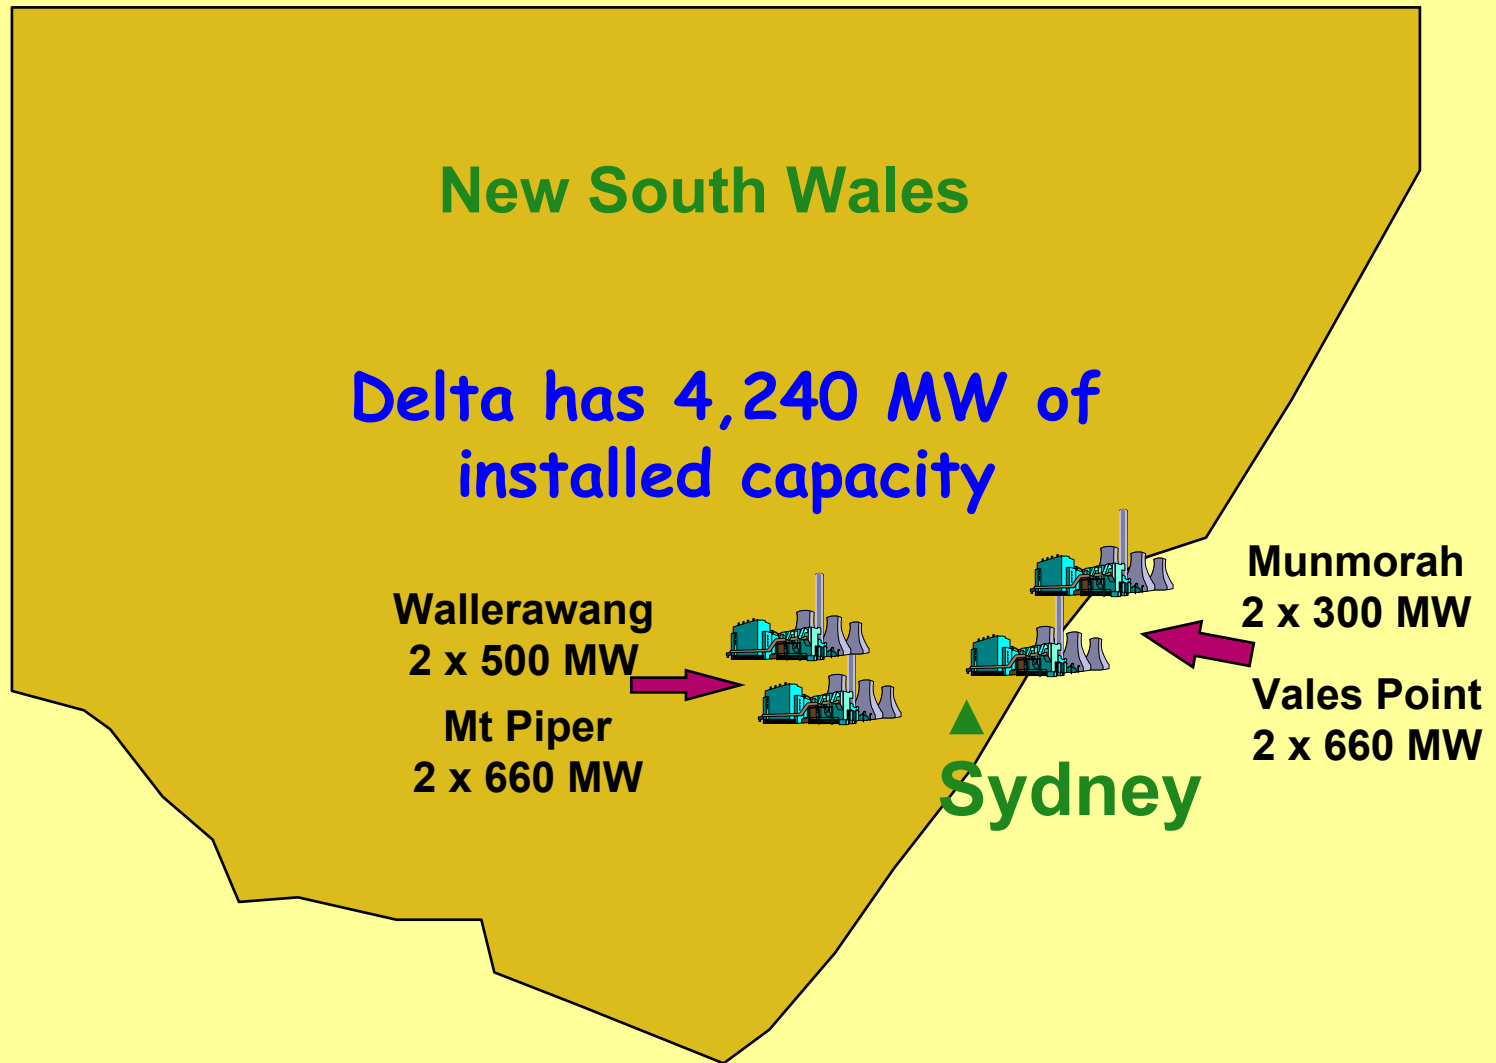 New South Wales
Delta has 4,240 MW of
installed capacity
Wallerawang
2 x 500 MW
Mt Piper
2 x 660 MW
Munmorah
2 x 300 MW
Vales Point
2 x 660 MW
Sydney